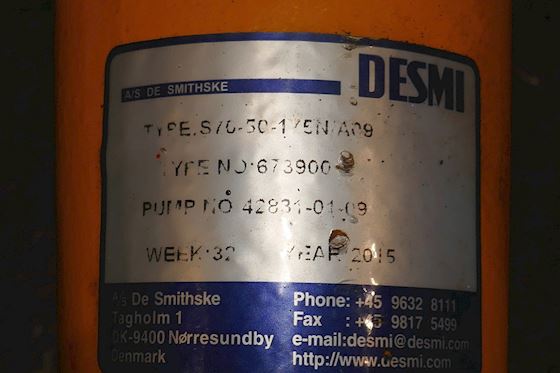 A/S DE SMITHSKE
DESMI
TYPE: S70-50-175N/A09
TYPE NO: 673900
PUMP NO 42831-01-09
WEEK:32 YEAR 2015
A/s De Smithske
Tagholm 1
DK-9400 Nørresundby
Denmark
Phone: +45 9632 8111
Fax : +45 9817 5499
e-mail:desmi@desmi.com
http://www.desmi.com